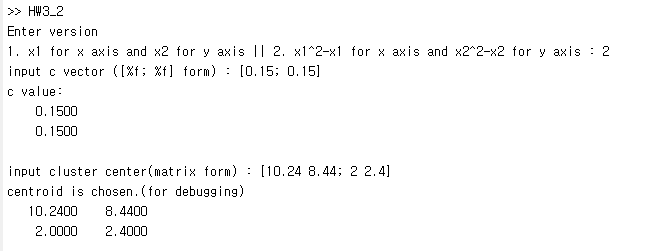 >> HW3_2
Enter version
1. x1 for x axis and x2 for y axis || 2. x1^2-x1 for x axis and x2^2-x2 for y axis : 2
input c vector ([%f; %f] form) : [0.15; 0.15]
c value:
0.1500
0.1500
input cluster center(matrix form) : [10.24 8.44; 2 2.4]
centroid is chosen.(for debugging)
10.2400 8.4400
2.0000 2.4000